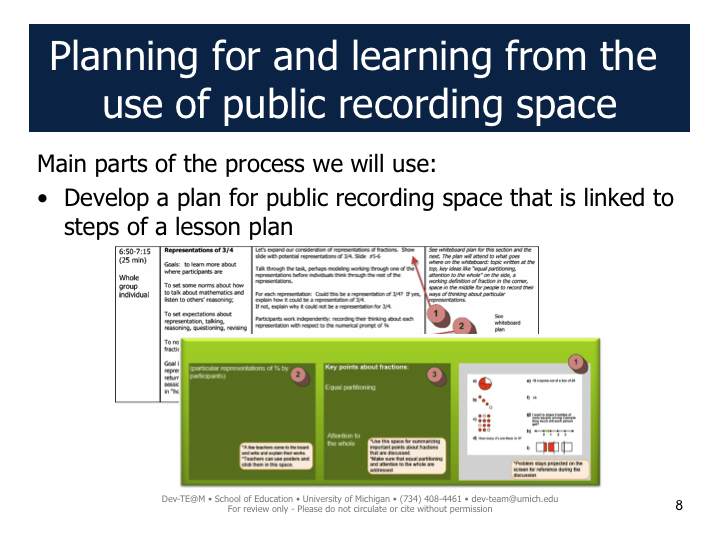 Planning for and learning from the
use of public recording space
Main parts of the process we will use:
• Develop a plan for public recording space that is linked to
steps of a lesson plan
6:50-7:15
(25 min)
Whole
group
individual
Representations of 3/4
Goals: to learn more about
where participants are
To set some norms about how
to talk about mathematics and
listen to others' reasoning;
To set expectations about
representation, talking,
reasoning, questioning, revising
To no
fracti
Goal i
repre
retur
sessi
in "ho
Let's expand our consideration of representations of fractions. Show
slide with potential representations of 3/4. Slide #5-6
Talk through the task, perhaps modeling working through one of the
representations before individuals think through the rest of the
representations.
For each representation: Could this be a representation of 3/4? If yes,
explain how it could be a representation of 3/4.
If not, explain why it could not be a representation for 3/4.
Participants work independently: recording their thinking about each
representation with respect to the numerical prompt of ¾
See whiteboard plan for this section and the
next. The plan will attend to what goes
where on the whiteboard: topic written at the
top, key ideas like "equal partitioning,
attention to the whole" on the side, a
working definition of fraction in the corner,
space in the middle for people to record their
ways of thinking about particular
representations.
1
2
See
whiteboard
plan
(particular representations of ¾ by
participants)
2
*A few teachers come to the board
and write and explain their works.
*Teachers can use posters and
stick them in this space.
Key points about fractions:
3
Equal partitioning
Attention to
the whole
*Use this space for summarizing
important points about fractions
that are discussed.
*Make sure that equal partitioning
and attention to the whole are
addressed
1
a)
b)
c)
d)
e)
f)
g)
h)
i)
*Problem stays projected on the
screen for reference during the
discussion
Dev-TE@M • School of Education • University of Michigan • (734) 408-4461 • dev-team@umich.edu
For review only - Please do not circulate or cite without permission
8